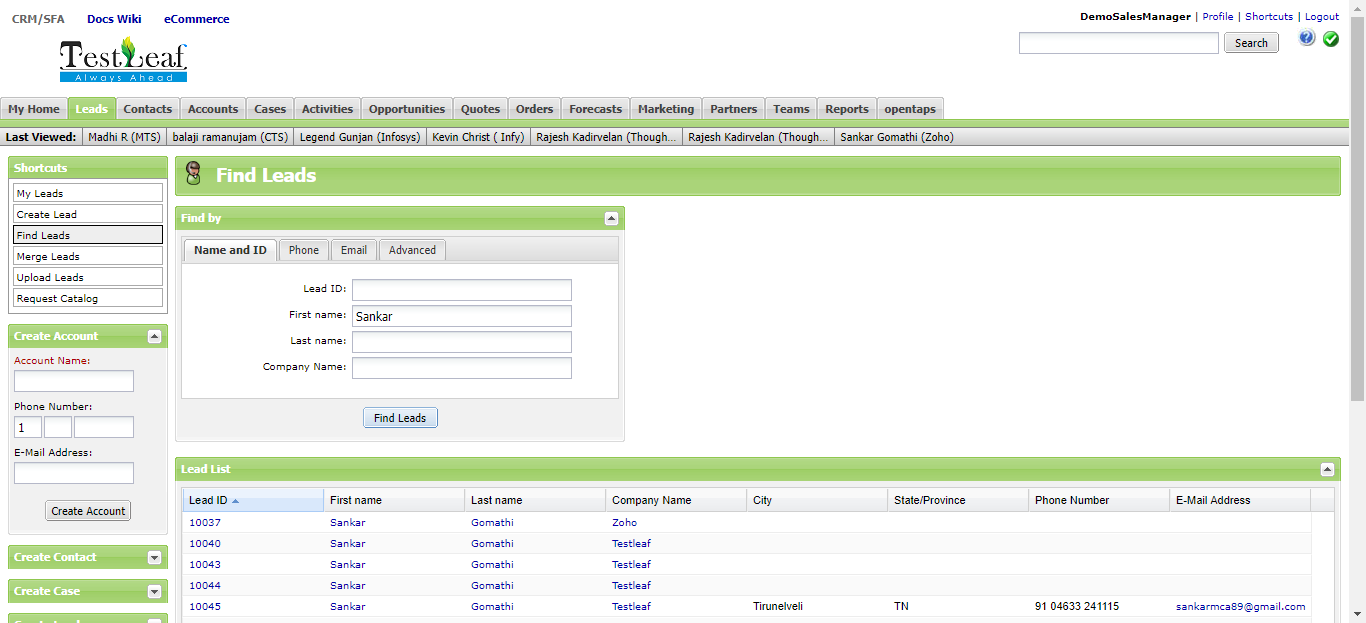 CRM/SFA Docs Wiki eCommerce
DemoSalesManager | Profile | Shortcuts | Logout
Search
TestLeaf
Always Ahead
My Home Leads Contacts Accounts Cases Activities Opportunities Quotes Orders Forecasts Marketing Partners Teams Reports opentaps
Last Viewed: Madhi R (MTS) balaji ramanujam (CTS) Legend Gunjan (Infosys) Kevin Christ ( Infy) Rajesh Kadirvelan (Though... Rajesh Kadirvelan (Though... Sankar Gomathi (Zoho)
Shortcuts
My Leads
Create Lead
Find Leads
Merge Leads
Upload Leads
Request Catalog
Create Account
Account Name:
Phone Number:
1
E-Mail Address:
Create Account
Create Contact
Create Case
Find Leads
Find by
Name and ID Phone Email Advanced
Lead ID:
First name: Sankar
Last name:
Company Name:
Find Leads
Lead List
Lead ID First name Last name Company Name City State/Province Phone Number E-Mail Address
10037 Sankar Gomathi Zoho
10040 Sankar Gomathi Testleaf
10043 Sankar Gomathi Testleaf
10044 Sankar Gomathi Testleaf
10045 Sankar Gomathi Testleaf Tirunelveli TN 91 04633 241115 sankarmca89@gmail.com